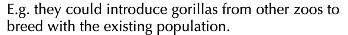 E.g. they could introduce gorillas from other zoos to
breed with the existing population.